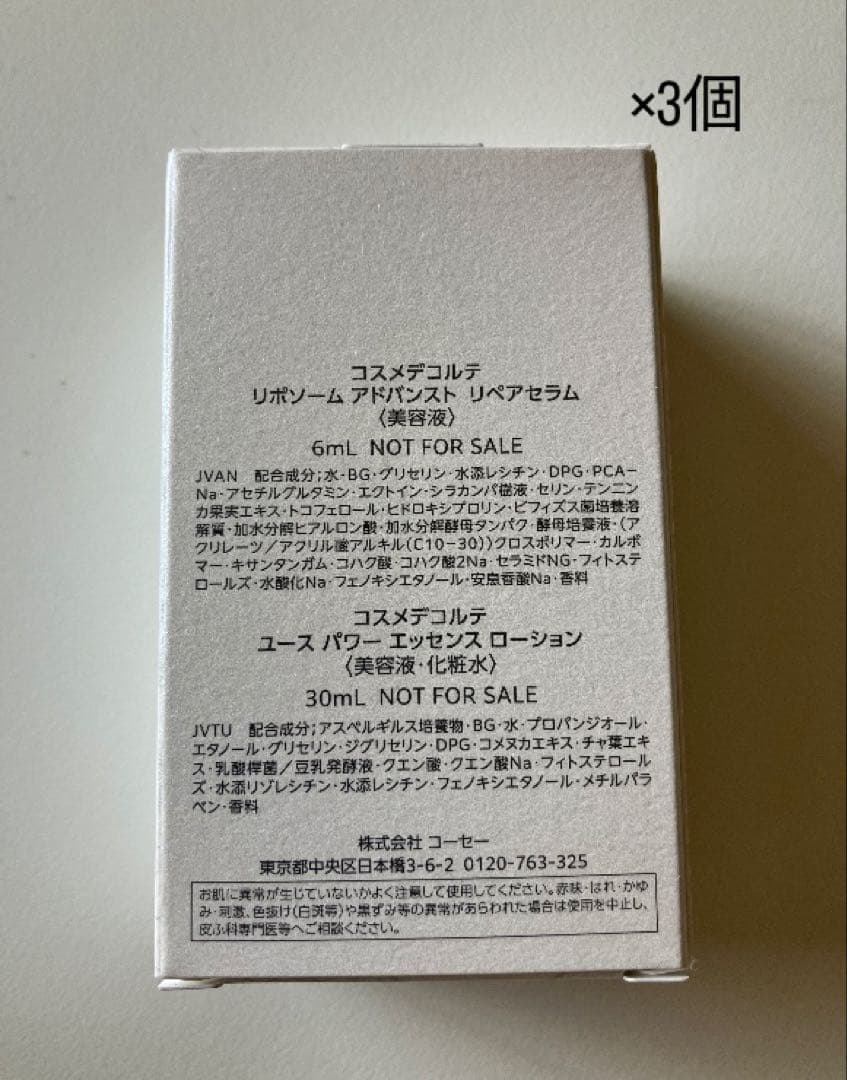 ×3個
コスメデコルテ
リポソーム アドバンスト リペアセラム
〈美容液〉
6mL NOT FOR SALE
JVAN 配合成分;水・BG・グリセリン・水添レシチン・DPG・PCA-
Na・アセチルグルタミン・エクトイン・シラカンバ樹液・セリン・テンニン
カ果実エキス・トコフェロール・ヒドロキシプロリン・ビフィズス菌培養溶
解質・加水分解ヒアルロン酸・加水分解酵母タンパク・酵母培養液・(ア
クリレーツ/アクリル酸アルキル(C10-30))クロスポリマー・カルボ
マー・キサンタンガム・コハク酸・コハク酸2Na・セラミドNG・フィトステ
ロールズ・水酸化Na・フェノキシエタノール・安息香酸Na・香料
コスメデコルテ
ユース パワー エッセンス ローション
〈美容液・化粧水〉
30mL NOT FOR SALE
JVTU 配合成分;アスペルギルス培養物・BG・水・プロパンジオール・
エタノール・グリセリン・ジグリセリン・DPG・コメヌカエキス・チャ葉エキ
ス・乳酸桿菌/豆乳発酵液・クエン酸・クエン酸Na・フィトステロール
ズ・水添リゾレシチン・水添レシチン・フェノキシエタノール・メチルパラ
ベン・香料
株式会社 コーセー
東京都中央区日本橋3-6-2 0120-763-325
お肌に異常が生じていないかよく注意して使用してください。赤味・はれ・かゆ
み・刺激、色抜け(白斑等)や黒ずみ等の異常があらわれた場合は使用を中止し、
皮ふ科専門医等へご相談ください。